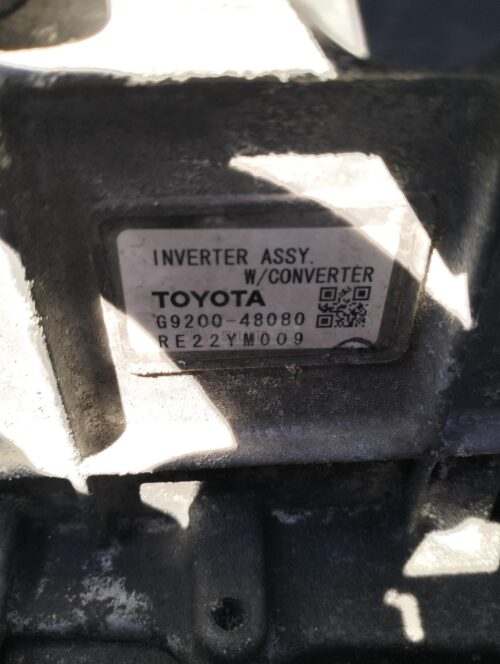 INVERTER ASSY.
W/CONVERTER
TOYOTA
G9200-48080
RE22YM009